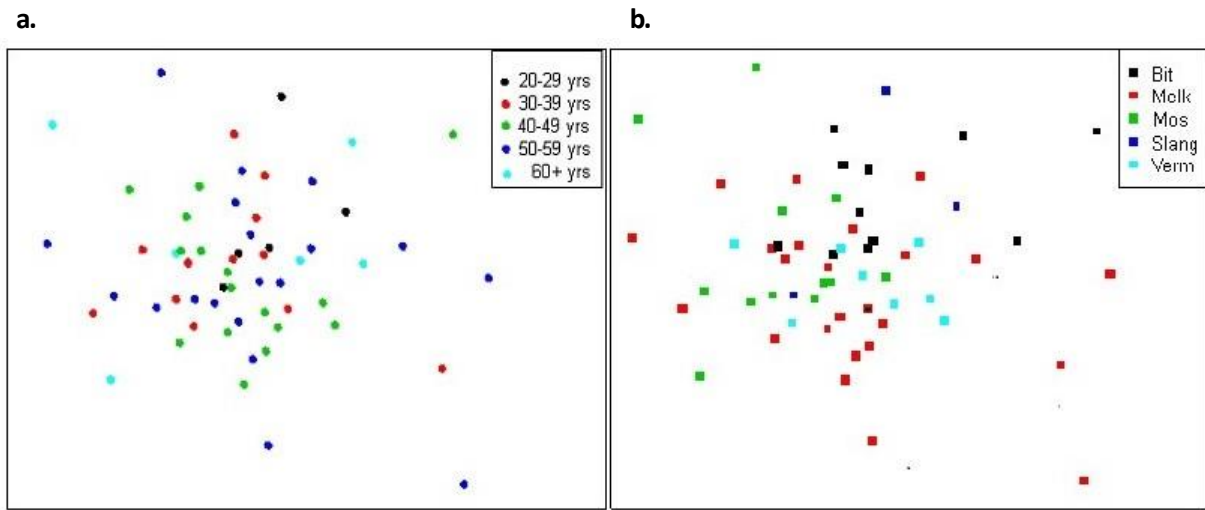 a.
b.
20-29 yrs
30-39 yrs
40-49 yrs
50-59 yrs
60+ yrs
Bit
Melk
Mos
Slang
Verm